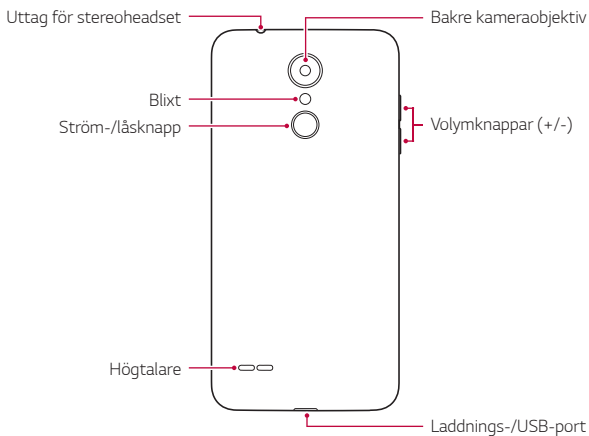 Uttag för stereoheadset
Bakre kameraobjektiv
Blixt
Ström-/låsknapp
Volymknappar (+/-)
Högtalare
Laddnings-/USB-port